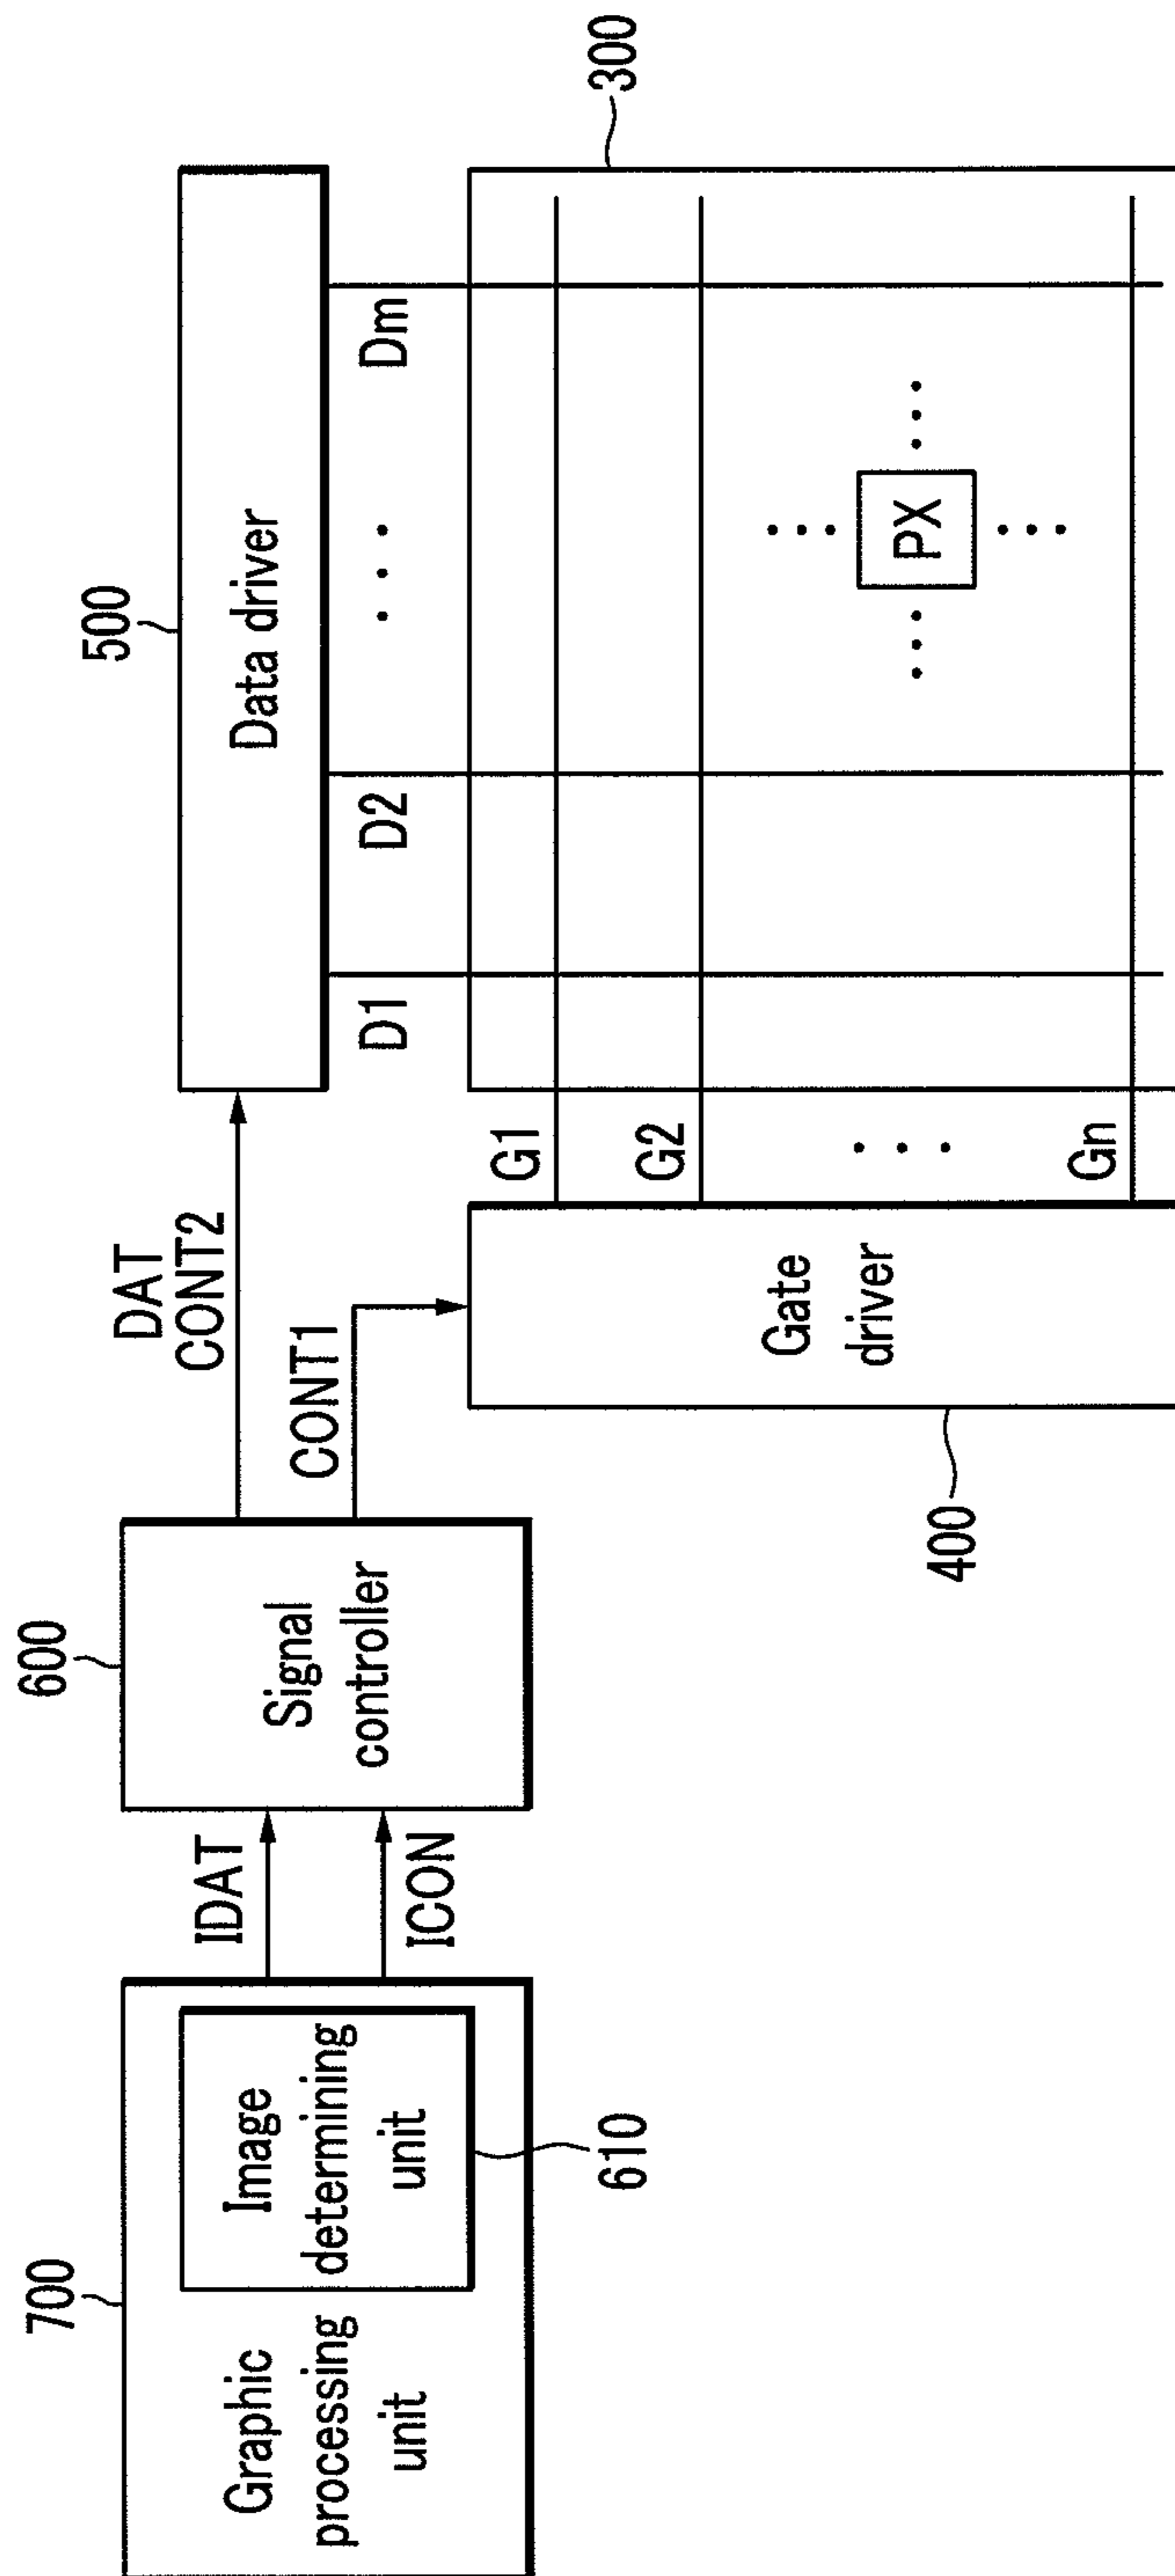 700
Graphic
processing
unit
Image
determining
unit
610
IDAT
ICON
600
Signal
controller
DAT
CONT2
CONT1
500
Data driver
400
Gate
driver
G1
G2
Gn
D1
D2
Dm
PX
300